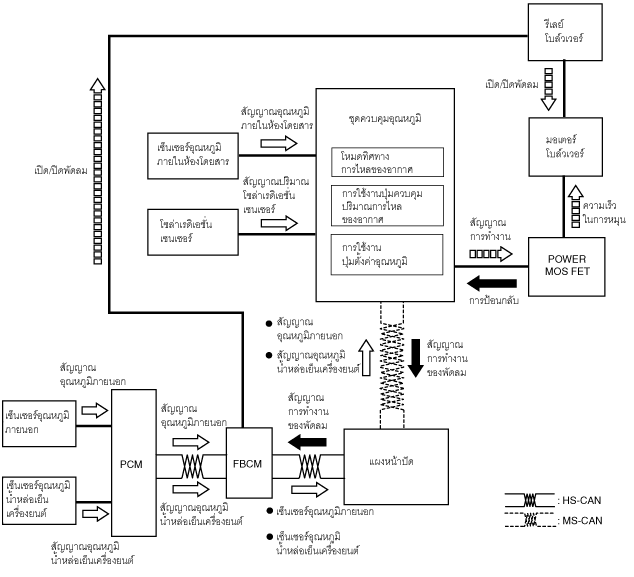 รีเลย์
โบล์วเวอร์
เปิด/ปิดพัดลม
มอเตอร์
โบล์วเวอร์
ความเร็ว
ในการหมุน
POWER
MOS FET
สัญญาณ
การทำงาน
การป้อนกลับ
ชุดควบคุมอุณหภูมิ
โหมดทิศทาง
การไหลของอากาศ
การใช้งานปุ่มควบคุม
ปริมาณการไหล
ของอากาศ
การใช้งาน
ปุ่มตั้งค่าอุณหภูมิ
สัญญาณอุณหภูมิ
ภายในห้องโดยสาร
เซ็นเซอร์อุณหภูมิ
ภายในห้องโดยสาร
สัญญาณปริมาณ
โซล่าเรดิเอชั่น
เซนเซอร์
โซล่าเรดิเอชั่น
เซนเซอร์
เปิด/ปิดพัดลม
● สัญญาณ
อุณหภูมิภายนอก
● สัญญาณอุณหภูมิ
น้ำหล่อเย็นเครื่องยนต์
สัญญาณ
การทำงาน
ของพัดลม
สัญญาณ
อุณหภูมิภายนอก
เซ็นเซอร์อุณหภูมิ
ภายนอก
เซ็นเซอร์อุณหภูมิ
น้ำหล่อเย็น
เครื่องยนต์
สัญญาณอุณหภูมิ
น้ำหล่อเย็นเครื่องยนต์
PCM
สัญญาณ
อุณหภูมิภายนอก
สัญญาณอุณหภูมิ
น้ำหล่อเย็นเครื่องยนต์
FBCM
สัญญาณ
การทำงาน
ของพัดลม
● เซ็นเซอร์อุณหภูมิภายนอก
● เซ็นเซอร์อุณหภูมิ
น้ำหล่อเย็นเครื่องยนต์
แผงหน้าปัด
: HS-CAN
: MS-CAN